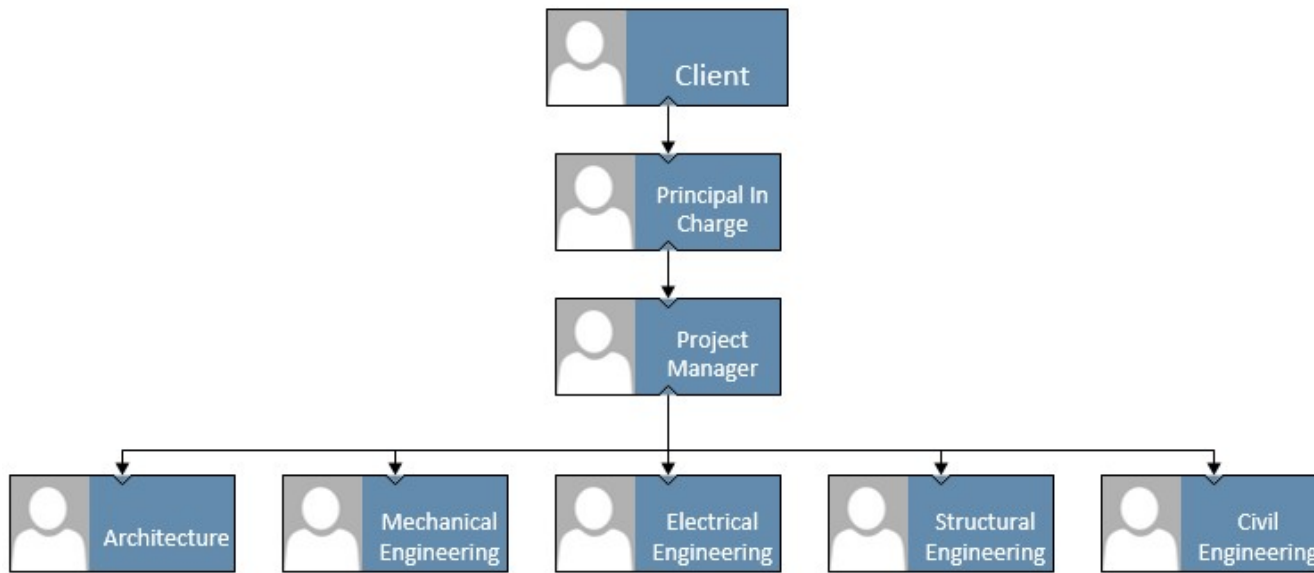 Client
Principal In
Charge
Project
Manager
Architecture
Mechanical
Engineering
Electrical
Engineering
Structural
Engineering
Civil
Engineering